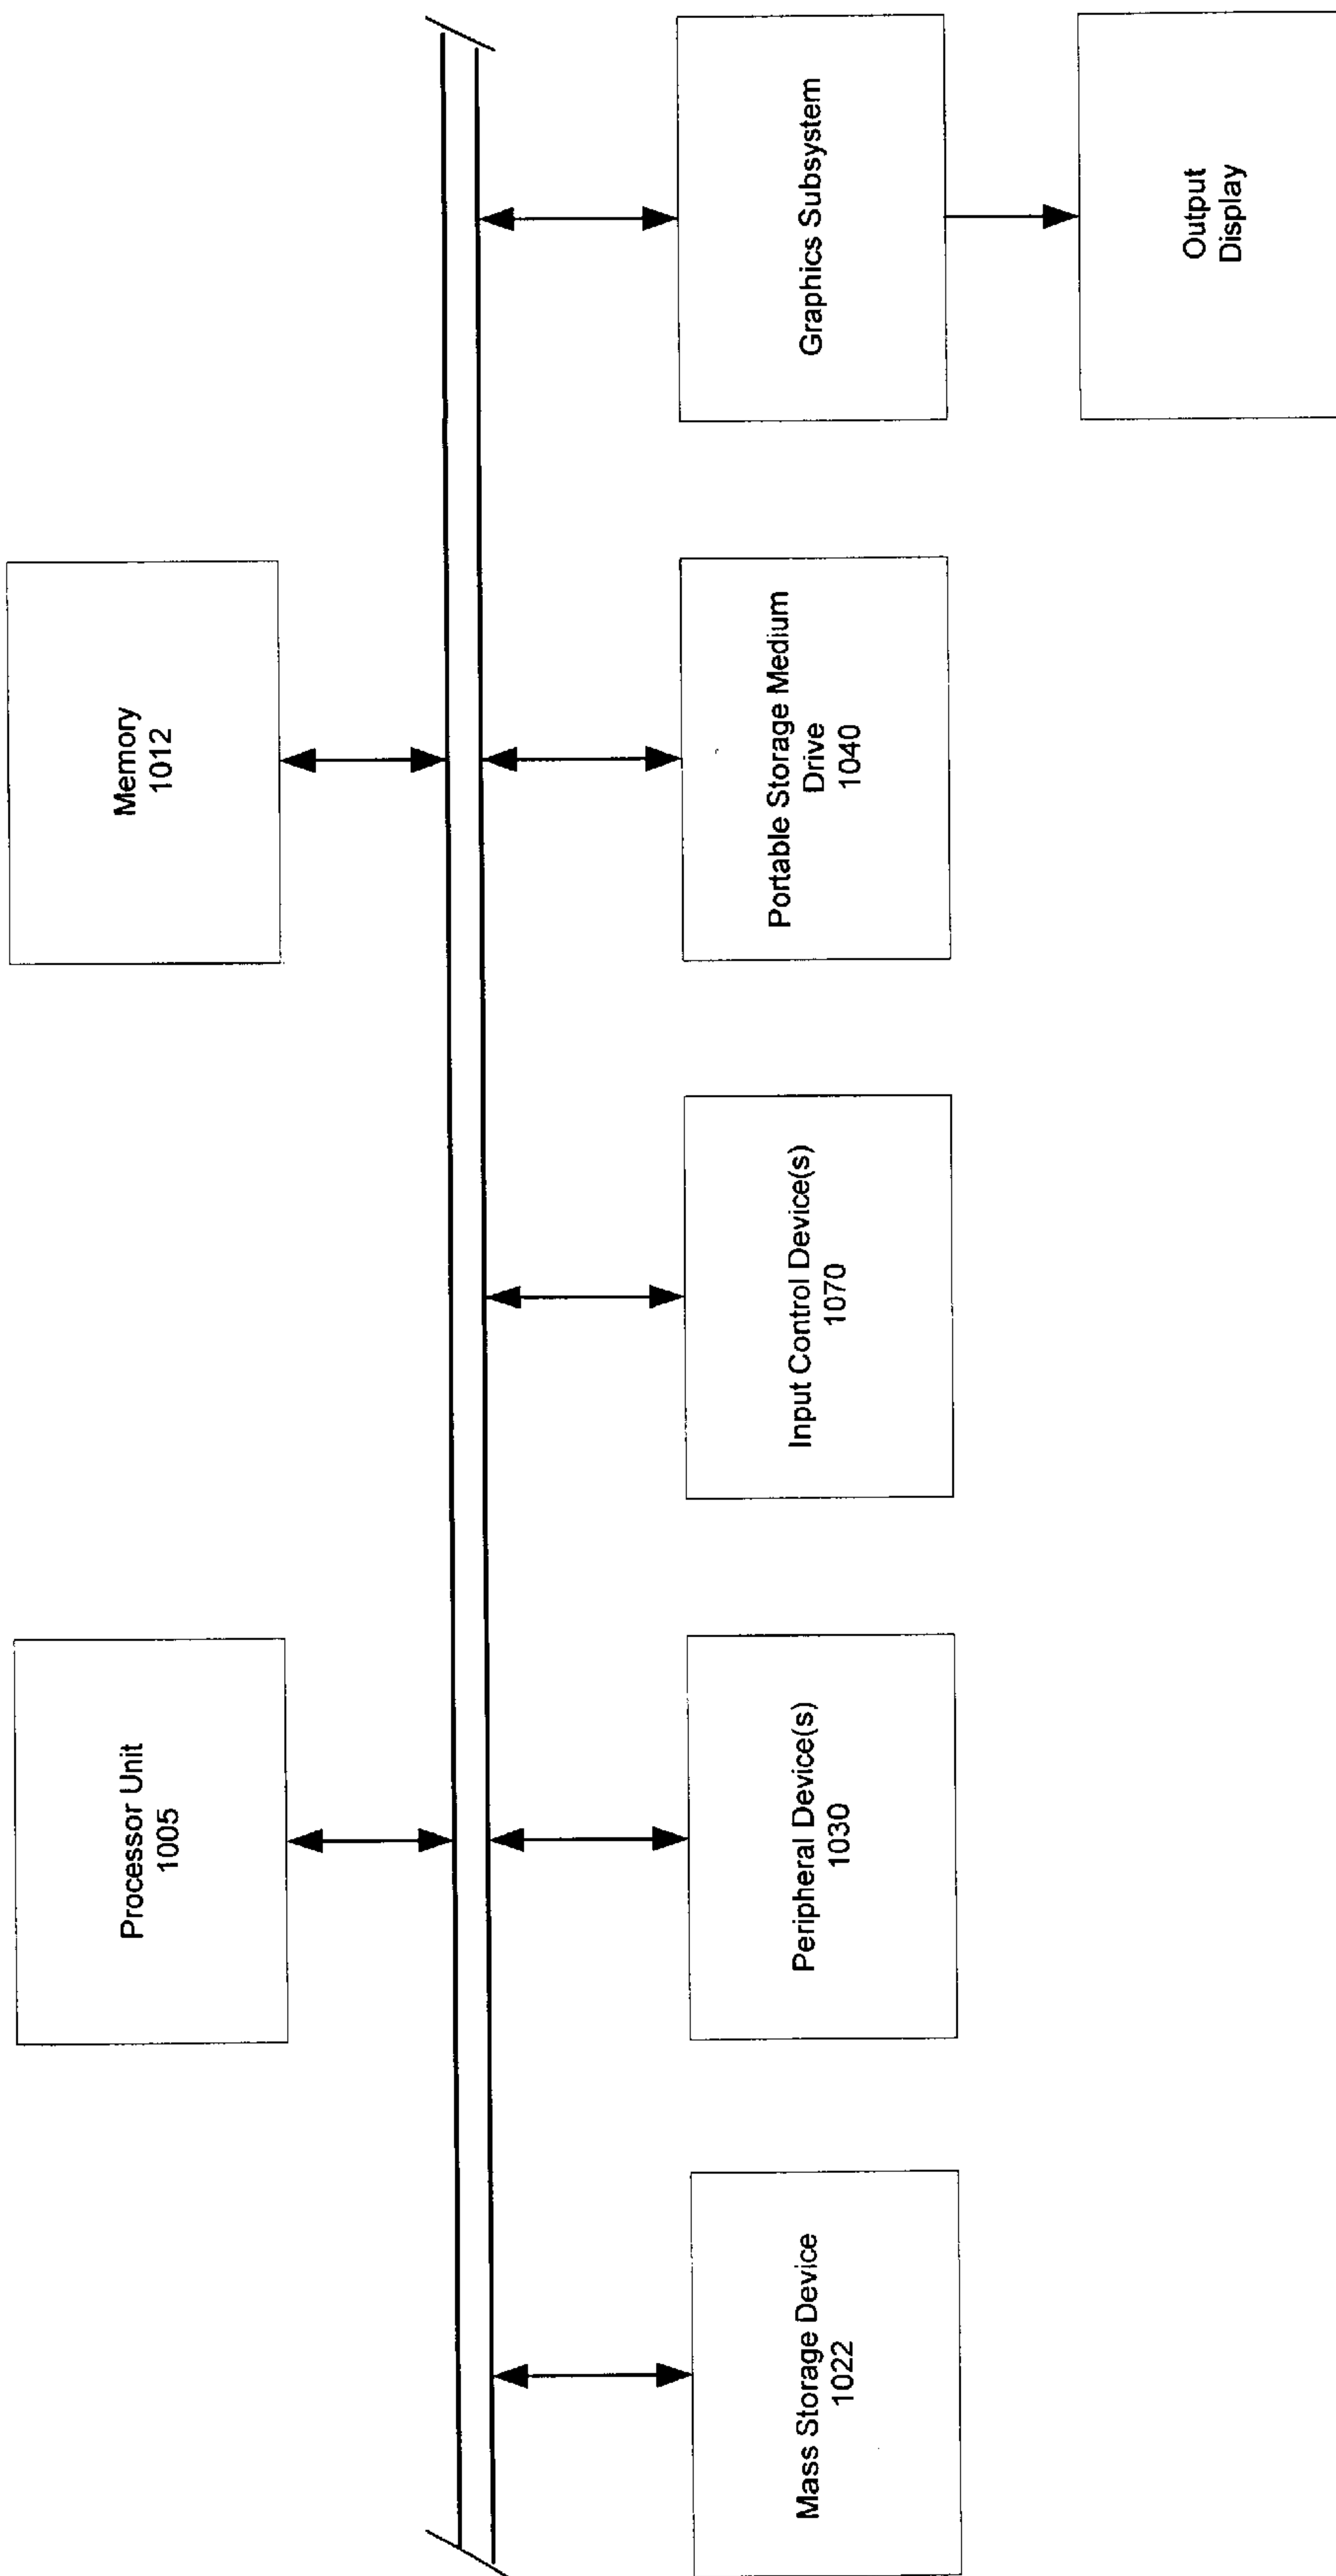 Processor Unit
1005
Memory
1012
Mass Storage Device
1022
Peripheral Device(s)
1030
Input Control Device(s)
1070
Portable Storage Medium
Drive
1040
Graphics Subsystem
Output
Display